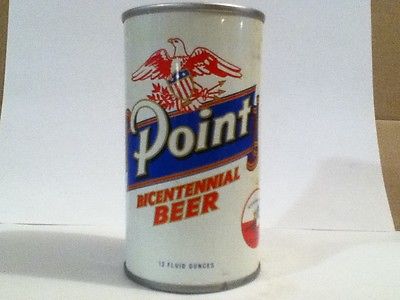 Point
BICENTENNIAL
BEER
12 FLUID OUNCES